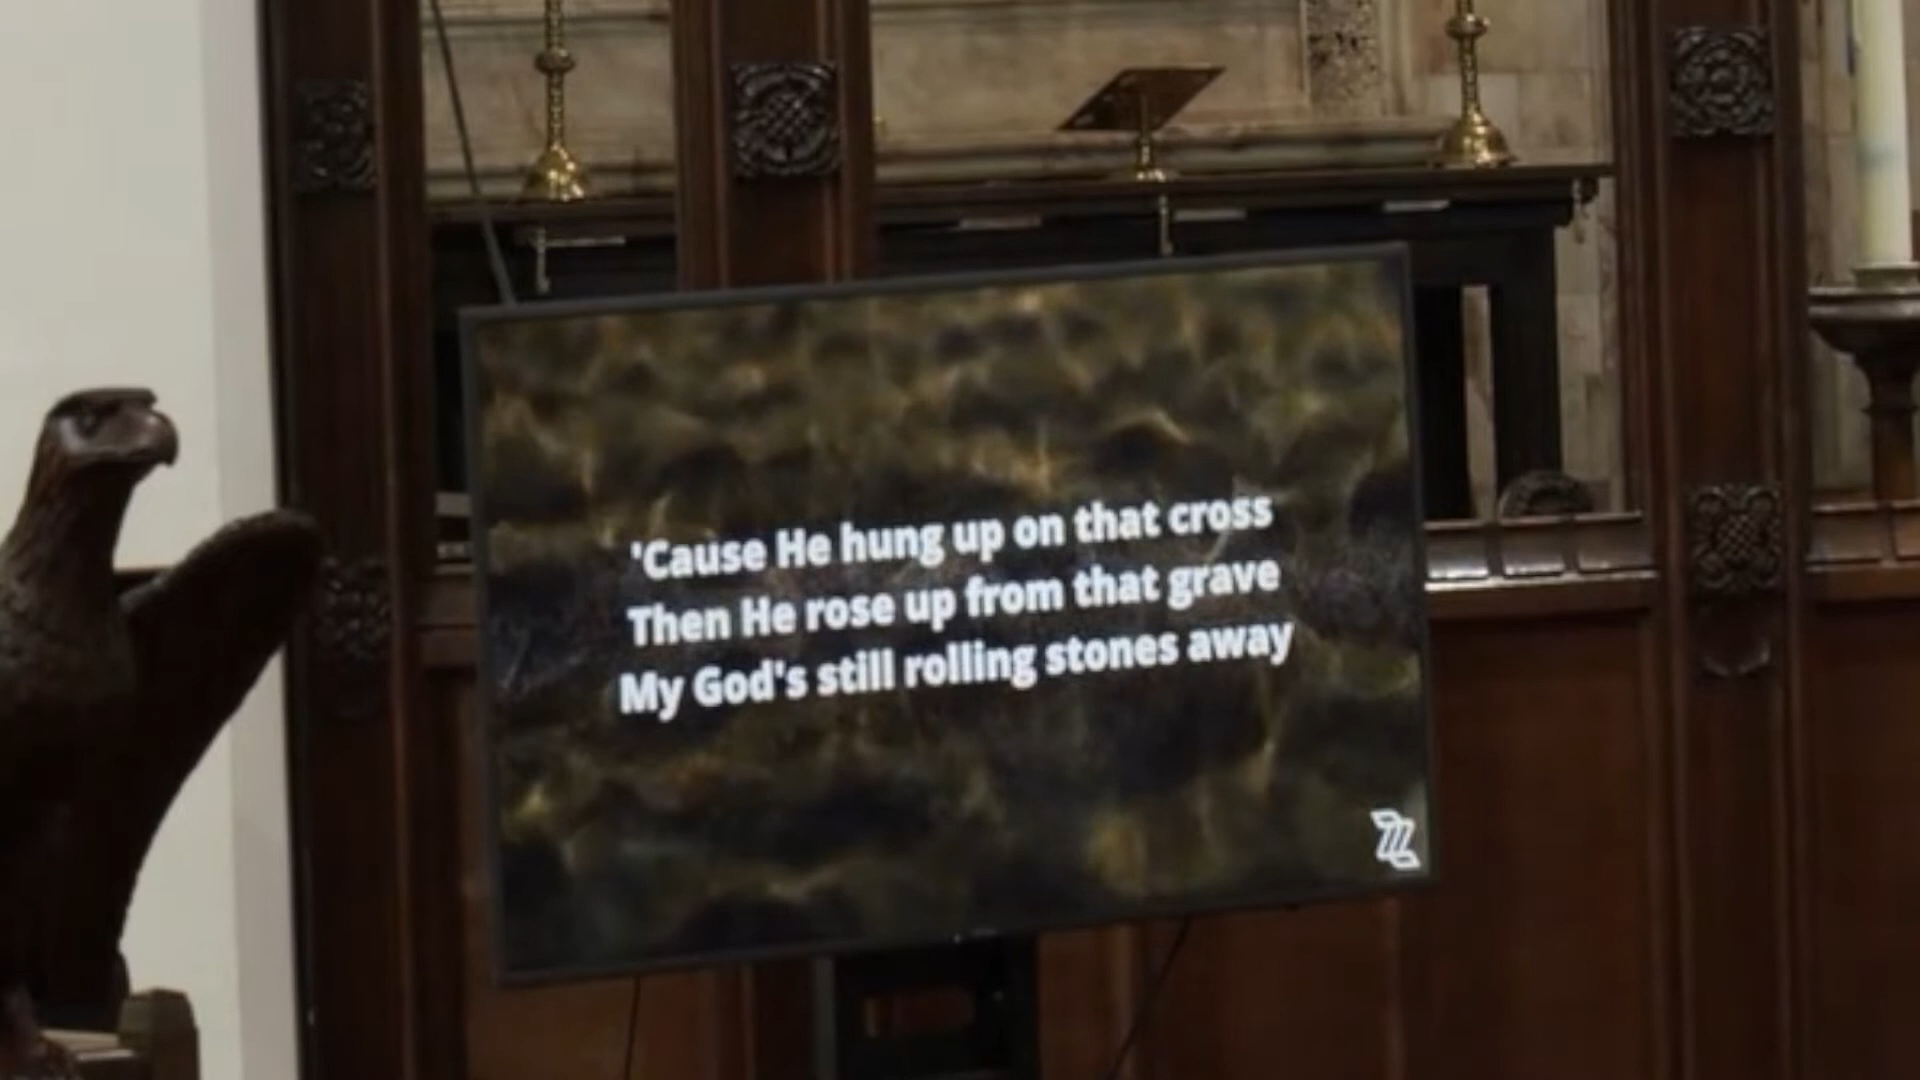 'Cause He hung up on that cross
Then He rose up from that grave
My God's still rolling stones away